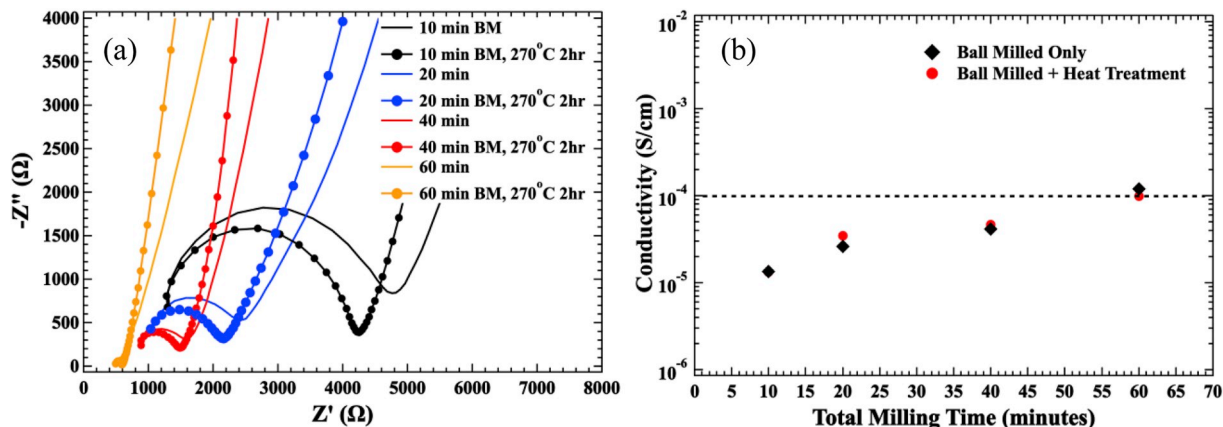 (a)
-Z" (Ω)
4000
3500
3000
2500
2000
1500
1000
500
0
10 min BM
10 min BM, 270°C 2hr
20 min
20 min BM, 270°C 2hr
40 min
40 min BM, 270°C 2hr
60 min
60 min BM, 270°C 2hr
0 1000 2000 3000 4000 5000 6000 7000 8000
Z' (Ω)
(b)
Conductivity (S/cm)
10⁻²
10⁻³
10⁻⁴
10⁻⁵
10⁻⁶
Ball Milled Only
Ball Milled + Heat Treatment
0 5 10 15 20 25 30 35 40 45 50 55 60 65 70
Total Milling Time (minutes)